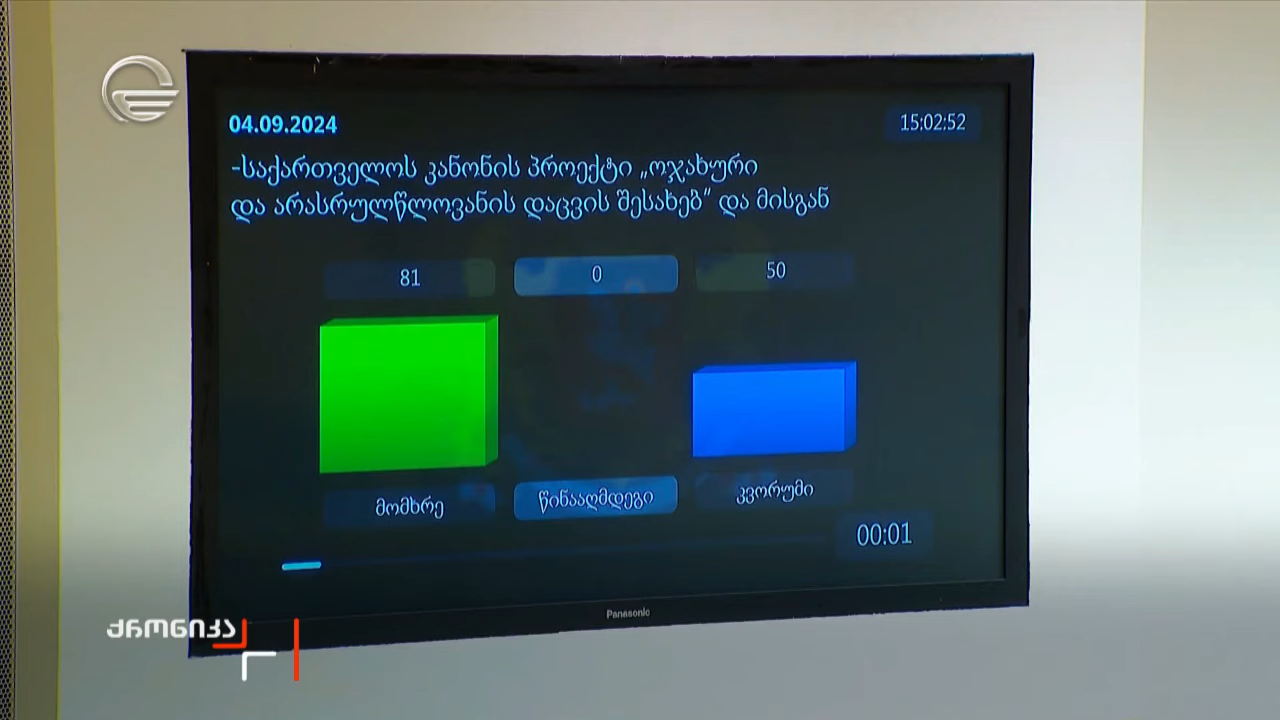 04.09.2024
15:02:52
-საქართველოს კანონის პროექტი „ოჯახური
და არასრულწლოვანის დაცვის შესახებ“ და მისგან
81
0
50
მომხრე
წინააღმდეგი
კვორუმი
00:01
Panasonic
ქრონიკა